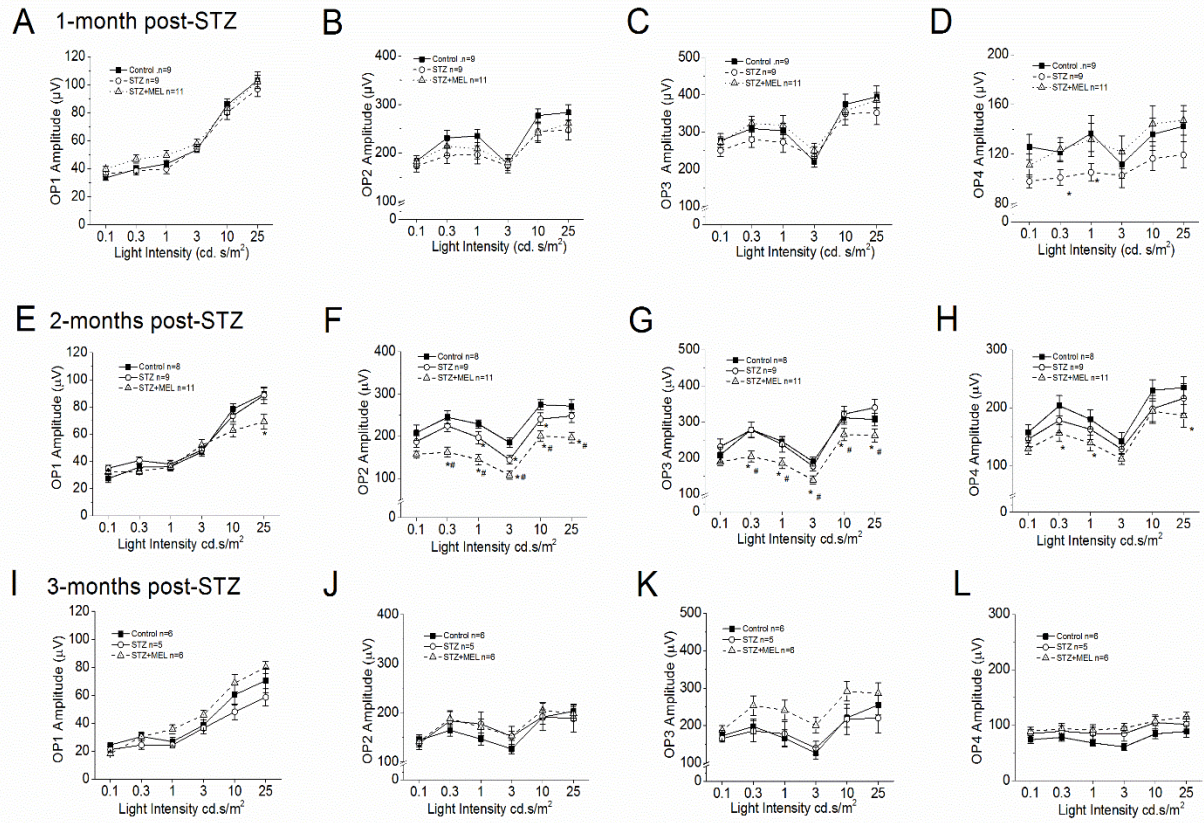 A
1-month post-STZ
OP1 Amplitude (µV)
120
100
80
60
40
20
0
Control .n=9
STZ n=9
STZ+MEL n=11
0.1 0.3 1 3 10 25
Light Intensity (cd. s/m²)
B
OP2 Amplitude (µV)
400
300
200
100
0
Control .n=9
STZ n=9
STZ+MEL n=11
0.1 0.3 1 3 10 25
Light Intensity (cd. s/m²)
C
OP3 Amplitude (µV)
500
400
300
200
100
0
Control .n=9
STZ n=9
STZ+MEL n=11
0.1 0.3 1 3 10 25
Light Intensity (cd. s/m²)
D
OP4 Amplitude (µV)
160
120
80
0
Control .n=9
STZ n=9
STZ+MEL n=11
* *
0.1 0.3 1 3 10 25
Light Intensity (cd. s/m²)
E
2-months post-STZ
OP1 Amplitude (µV)
120
100
80
60
40
20
0
Control n=8
STZ n=9
STZ+MEL n=11
*
0.1 0.3 1 3 10 25
Light Intensity cd.s/m²
F
OP2 Amplitude (µV)
400
300
200
100
0
Control n=8
STZ n=9
STZ+MEL n=11
* * *
*# *# *# *# *#
0.1 0.3 1 3 10 25
Light Intensity cd.s/m²
G
OP3 Amplitude (µV)
500
400
300
200
100
0
Control n=8
STZ n=9
STZ+MEL n=11
*# *# *# *# *#
0.1 0.3 1 3 10 25
Light Intensity cd.s/m²
H
OP4 Amplitude (µV)
300
200
100
0
Control n=8
STZ n=9
STZ+MEL n=11
* * *
0.1 0.3 1 3 10 25
Light Intensity cd.s/m²
I
3-months post-STZ
OP1 Amplitude (µV)
120
100
80
60
40
20
0
Control n=6
STZ n=5
STZ+MEL n=6
0.1 0.3 1 3 10 25
Light Intensity cd.s/m²
J
OP2 Amplitude (µV)
400
300
200
100
0
Control n=6
STZ n=5
STZ+MEL n=6
0.1 0.3 1 3 10 25
Light Intensity cd.s/m²
K
OP3 Amplitude (µV)
500
400
300
200
100
0
Control n=6
STZ n=5
STZ+MEL n=6
0.1 0.3 1 3 10 25
Light Intensity cd.s/m²
L
OP4 Amplitude (µV)
300
200
100
0
Control n=6
STZ n=5
STZ+MEL n=6
0.1 0.3 1 3 10 25
Light Intensity cd.s/m²